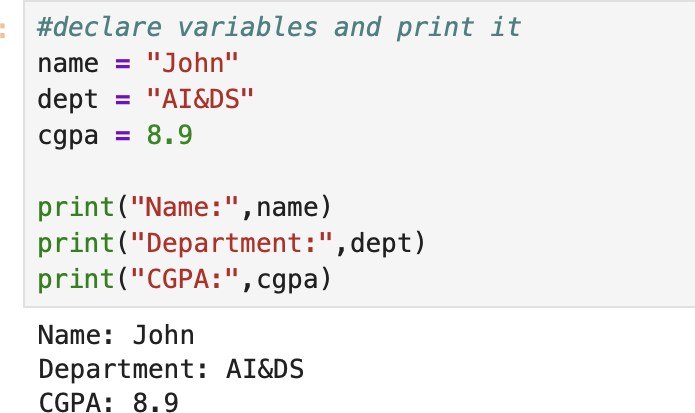 #declare variables and print it
name = "John"
dept = "AI&DS"
cgpa = 8.9
print("Name:",name)
print("Department:",dept)
print("CGPA:",cgpa)
Name: John
Department: AI&DS
CGPA: 8.9